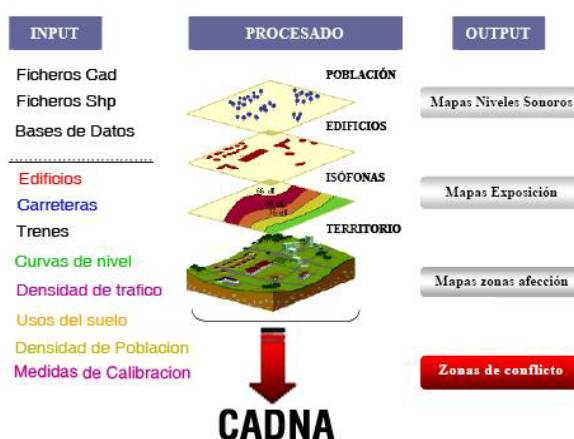 INPUT
PROCESADO
OUTPUT
Ficheros Cad
Ficheros Shp
Bases de Datos
Edificios
Carreteras
Trenes
Curvas de nivel
Densidad de trafico
Usos del suelo
Densidad de Poblacion
Medidas de Calibracion
POBLACIÓN
EDIFICIOS
ISÓFONAS
TERRITORIO
CADNA
Mapas Niveles Sonoros
Mapas Exposición
Mapas zonas afección
Zonas de conflicto